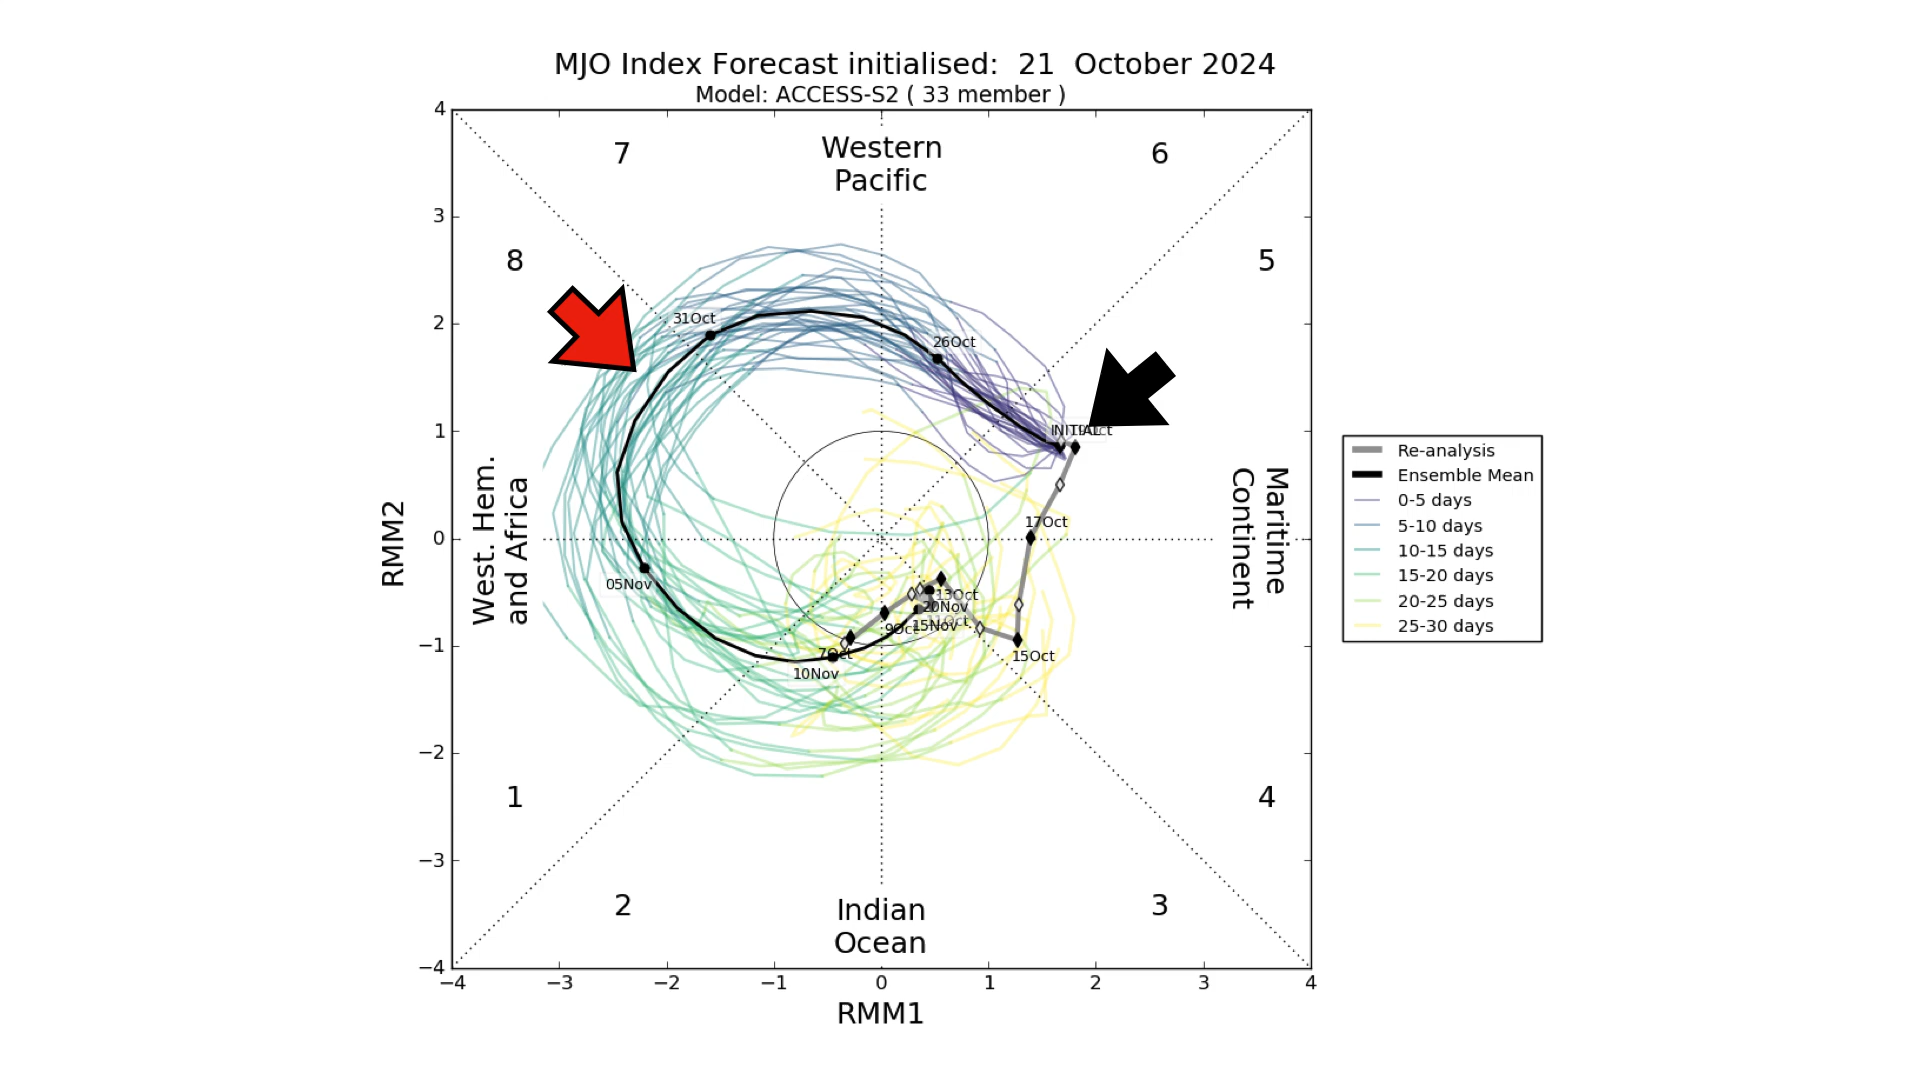 MJO Index Forecast initialised: 21 October 2024
Model: ACCESS-S2 ( 33 member )
4
3
2
1
0
−1
−2
−3
−4
−4
−3
−2
−1
0
1
2
3
4
RMM2
RMM1
Western
Pacific
Maritime
Continent
Indian
Ocean
West. Hem.
and Africa
7
6
8
5
1
4
2
3
31Oct
26Oct
INITIAL
19Oct
17Oct
15Oct
13Oct
20Nov
11Oct
15Nov
9Oct
7Oct
10Nov
05Nov
Re-analysis
Ensemble Mean
0-5 days
5-10 days
10-15 days
15-20 days
20-25 days
25-30 days